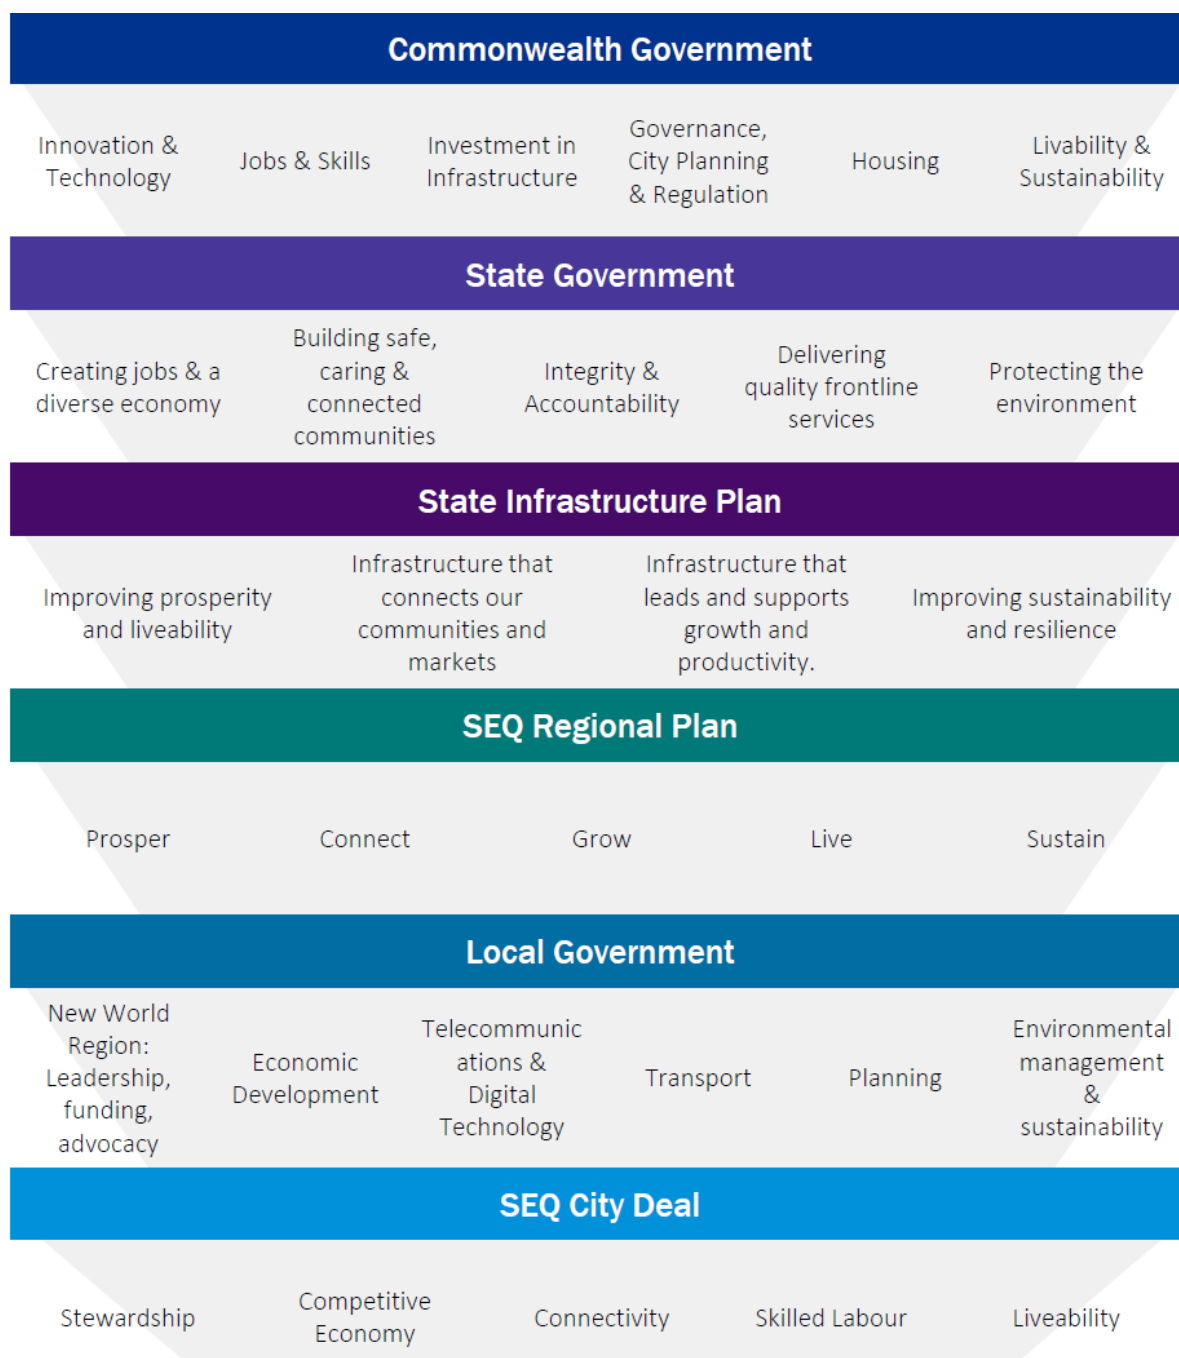 Commonwealth Government
Innovation &
Technology
Jobs & Skills
Investment in
Infrastructure
Governance,
City Planning
& Regulation
Housing
Livability &
Sustainability
State Government
Creating jobs & a
diverse economy
Building safe,
caring &
connected
communities
Integrity &
Accountability
Delivering
quality frontline
services
Protecting the
environment
State Infrastructure Plan
Improving prosperity
and liveability
Infrastructure that
connects our
communities and
markets
Infrastructure that
leads and supports
growth and
productivity.
Improving sustainability
and resilience
SEQ Regional Plan
Prosper
Connect
Grow
Live
Sustain
Local Government
New World
Region:
Leadership,
funding,
advocacy
Economic
Development
Telecommunic
ations &
Digital
Technology
Transport
Planning
Environmental
management
&
sustainability
SEQ City Deal
Stewardship
Competitive
Economy
Connectivity
Skilled Labour
Liveability